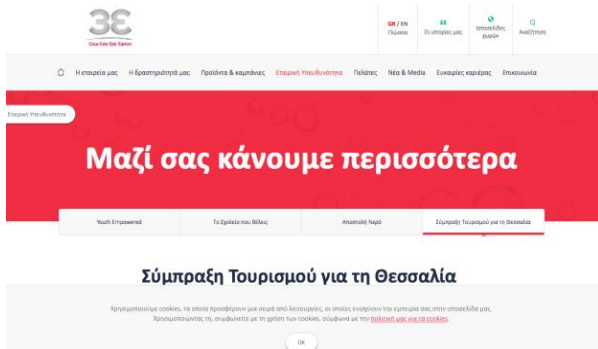 3E
Coca-Cola Τρία Έψιλον
GR / EN
Γλώσσα
Οι ιστορίες μας
Ιστοσελίδες
χωρών
Αναζήτηση
Η εταιρεία μας
Η δραστηριότητά μας
Προϊόντα & καμπάνιες
Εταιρική Υπευθυνότητα
Πελάτες
Νέα & Media
Ευκαιρίες καριέρας
Επικοινωνία
Εταιρική Υπευθυνότητα
Μαζί σας κάνουμε περισσότερα
Youth Empowered
Το Σχολείο που θέλεις
Αποστολή Νερό
Σύμπραξη Τουρισμού για τη Θεσσαλία
Σύμπραξη Τουρισμού για τη Θεσσαλία
Χρησιμοποιούμε cookies, τα οποία προσφέρουν μια σειρά από λειτουργίες, οι οποίες ενισχύουν την εμπειρία σας στην ιστοσελίδα μας.
Χρησιμοποιώντας τη, συμφωνείτε με τη χρήση των cookies, σύμφωνα με την πολιτική μας για τα cookies.
OK